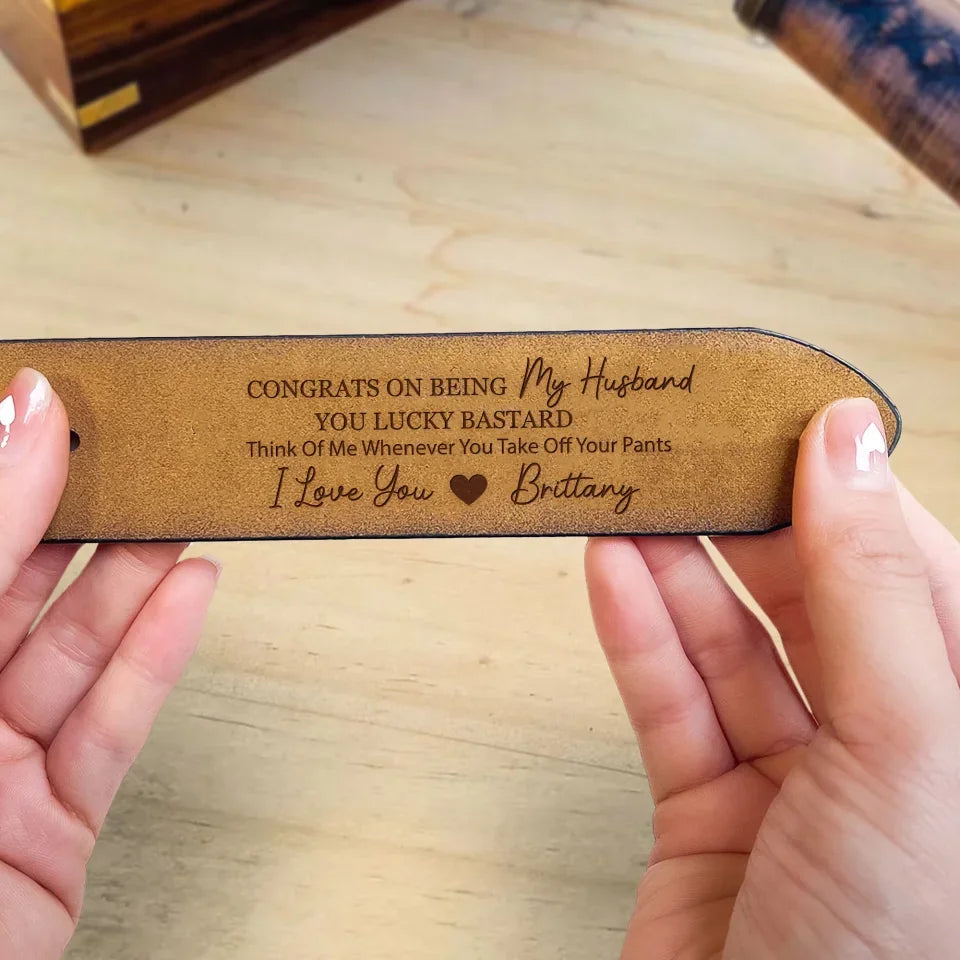 CONGRATS ON BEING My Husband
YOU LUCKY BASTARD
Think Of Me Whenever You Take Off Your Pants
I Love You ♥ Brittany